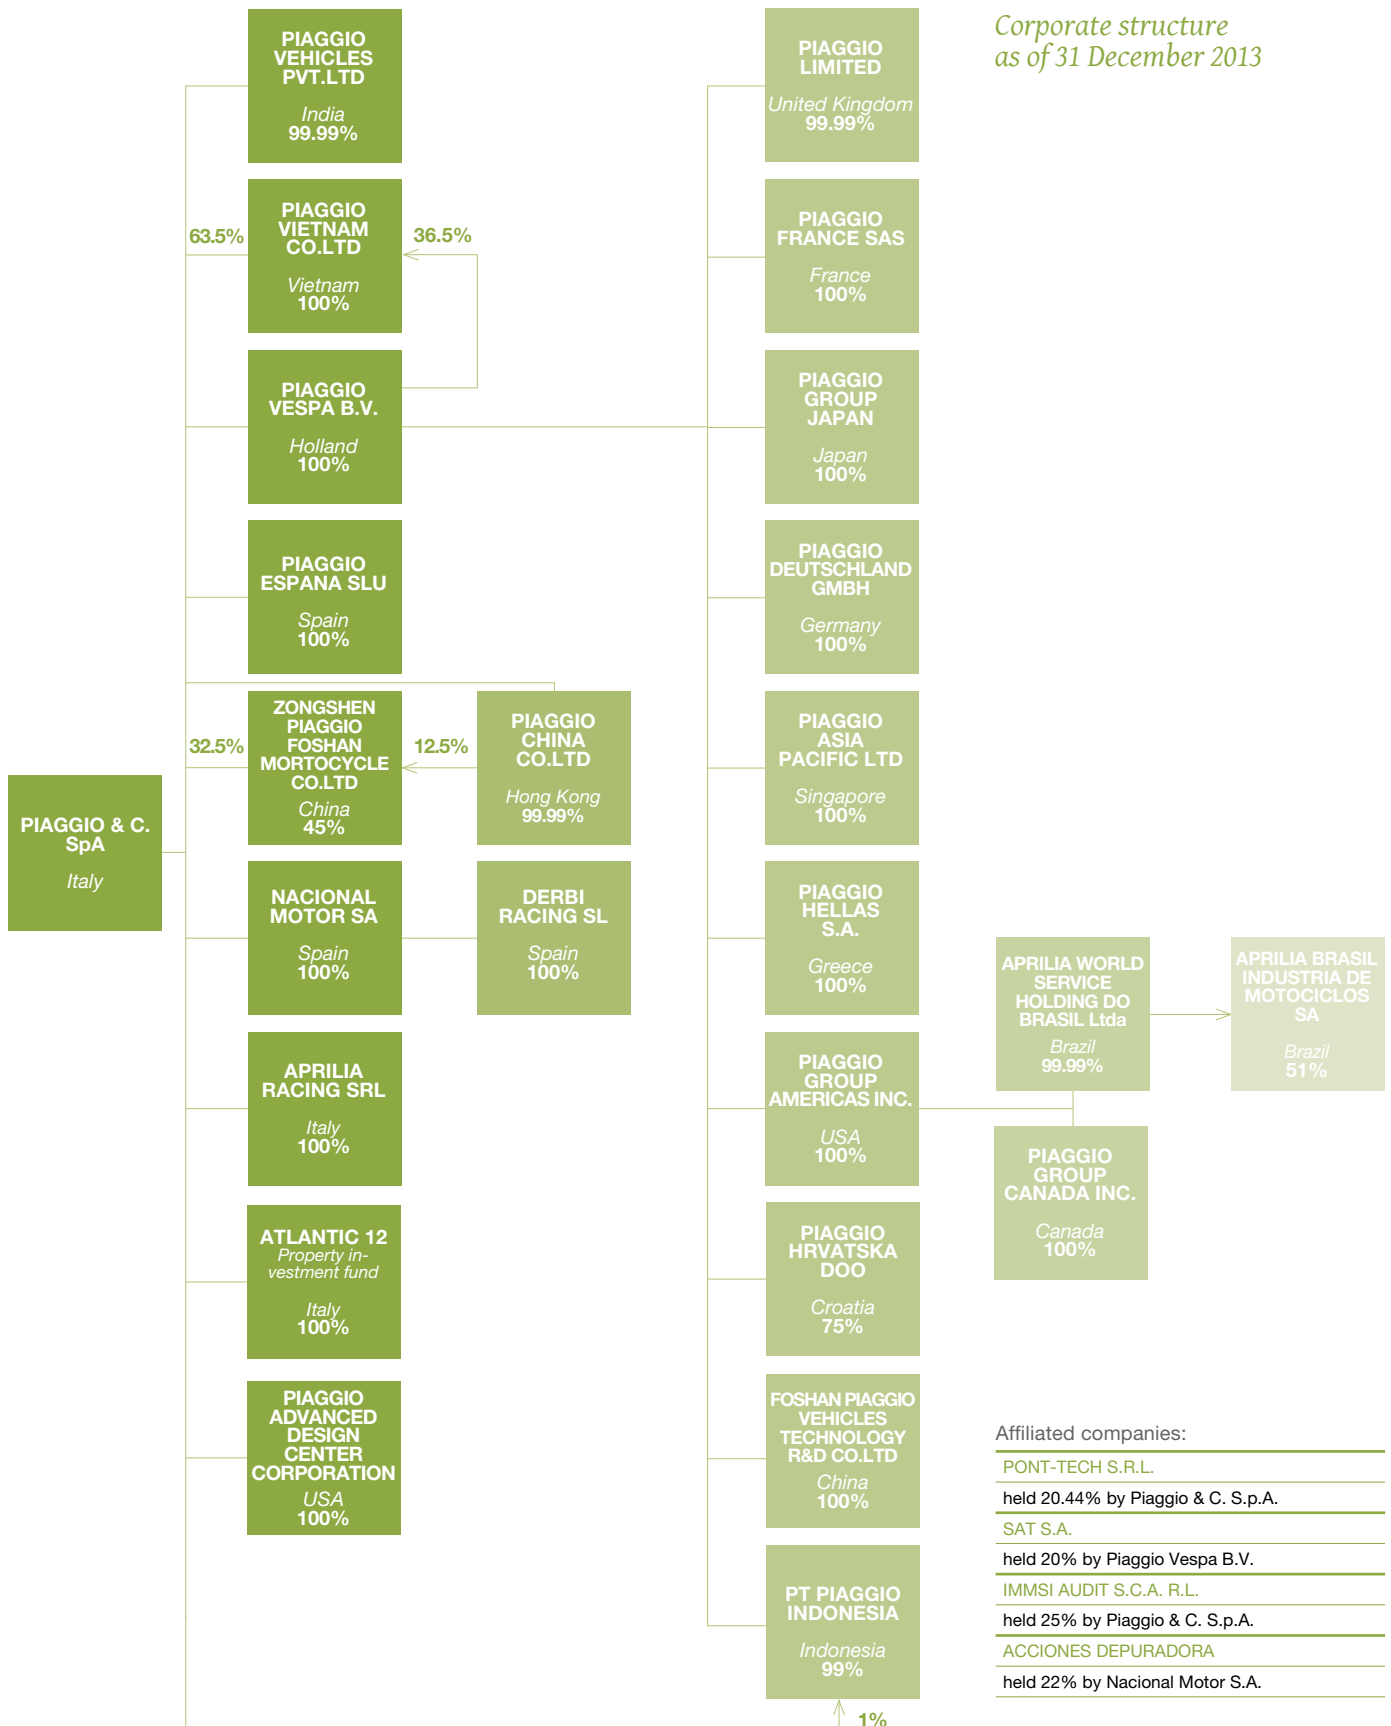 Corporate structure
as of 31 December 2013
PIAGGIO & C.
SpA
Italy
PIAGGIO
VEHICLES
PVT.LTD
India
99.99%
63.5%
PIAGGIO
VIETNAM
CO.LTD
Vietnam
100%
36.5%
PIAGGIO
VESPA B.V.
Holland
100%
PIAGGIO
ESPANA SLU
Spain
100%
32.5%
ZONGSHEN
PIAGGIO
FOSHAN
MORTOCYCLE
CO.LTD
China
45%
12.5%
PIAGGIO
CHINA
CO.LTD
Hong Kong
99.99%
NACIONAL
MOTOR SA
Spain
100%
DERBI
RACING SL
Spain
100%
APRILIA
RACING SRL
Italy
100%
ATLANTIC 12
Property in-
vestment fund
Italy
100%
PIAGGIO
ADVANCED
DESIGN
CENTER
CORPORATION
USA
100%
PIAGGIO
LIMITED
United Kingdom
99.99%
PIAGGIO
FRANCE SAS
France
100%
PIAGGIO
GROUP
JAPAN
Japan
100%
PIAGGIO
DEUTSCHLAND
GMBH
Germany
100%
PIAGGIO
ASIA
PACIFIC LTD
Singapore
100%
PIAGGIO
HELLAS
S.A.
Greece
100%
PIAGGIO
GROUP
AMERICAS INC.
USA
100%
APRILIA WORLD
SERVICE
HOLDING DO
BRASIL Ltda
Brazil
99.99%
APRILIA BRASIL
INDUSTRIA DE
MOTOCICLOS
SA
Brazil
51%
PIAGGIO
GROUP
CANADA INC.
Canada
100%
PIAGGIO
HRVATSKA
DOO
Croatia
75%
FOSHAN PIAGGIO
VEHICLES
TECHNOLOGY
R&D CO.LTD
China
100%
PT PIAGGIO
INDONESIA
Indonesia
99%
1%
Affiliated companies:
PONT-TECH S.R.L.
held 20.44% by Piaggio & C. S.p.A.
SAT S.A.
held 20% by Piaggio Vespa B.V.
IMMSI AUDIT S.C.A. R.L.
held 25% by Piaggio & C. S.p.A.
ACCIONES DEPURADORA
held 22% by Nacional Motor S.A.